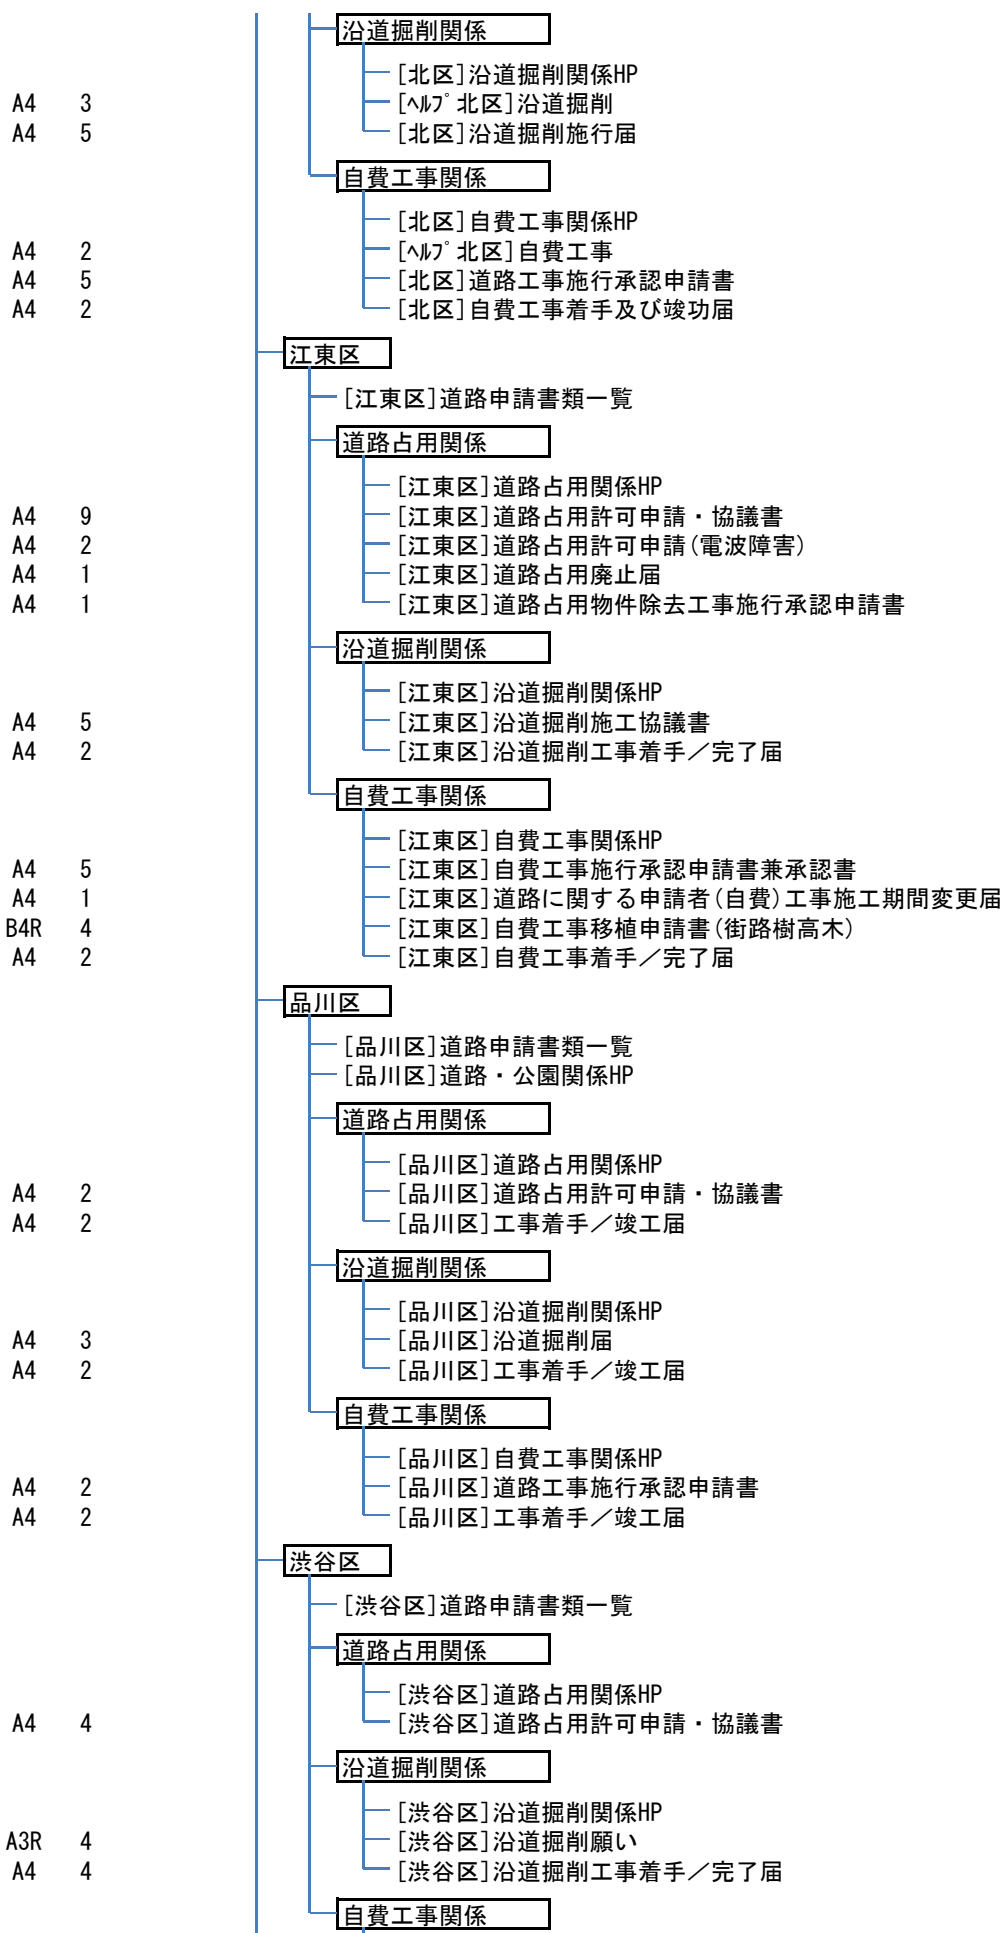 沿道掘削関係
[北区]沿道掘削関係HP
A4 3 [ﾍﾙﾌﾟ北区]沿道掘削
A4 5 [北区]沿道掘削施行届
自費工事関係
[北区]自費工事関係HP
A4 2 [ﾍﾙﾌﾟ北区]自費工事
A4 5 [北区]道路工事施行承認申請書
A4 2 [北区]自費工事着手及び竣功届
江東区
[江東区]道路申請書類一覧
道路占用関係
[江東区]道路占用関係HP
A4 9 [江東区]道路占用許可申請・協議書
A4 2 [江東区]道路占用許可申請(電波障害)
A4 1 [江東区]道路占用廃止届
A4 1 [江東区]道路占用物件除去工事施行承認申請書
沿道掘削関係
[江東区]沿道掘削関係HP
A4 5 [江東区]沿道掘削施工協議書
A4 2 [江東区]沿道掘削工事着手／完了届
自費工事関係
[江東区]自費工事関係HP
A4 5 [江東区]自費工事施行承認申請書兼承認書
A4 1 [江東区]道路に関する申請者(自費)工事施工期間変更届
B4R 4 [江東区]自費工事移植申請書(街路樹高木)
A4 2 [江東区]自費工事着手／完了届
品川区
[品川区]道路申請書類一覧
[品川区]道路・公園関係HP
道路占用関係
[品川区]道路占用関係HP
A4 2 [品川区]道路占用許可申請・協議書
A4 2 [品川区]工事着手／竣工届
沿道掘削関係
[品川区]沿道掘削関係HP
A4 3 [品川区]沿道掘削届
A4 2 [品川区]工事着手／竣工届
自費工事関係
[品川区]自費工事関係HP
A4 2 [品川区]道路工事施行承認申請書
A4 2 [品川区]工事着手／竣工届
渋谷区
[渋谷区]道路申請書類一覧
道路占用関係
[渋谷区]道路占用関係HP
A4 4 [渋谷区]道路占用許可申請・協議書
沿道掘削関係
[渋谷区]沿道掘削関係HP
A3R 4 [渋谷区]沿道掘削願い
A4 4 [渋谷区]沿道掘削工事着手／完了届
自費工事関係